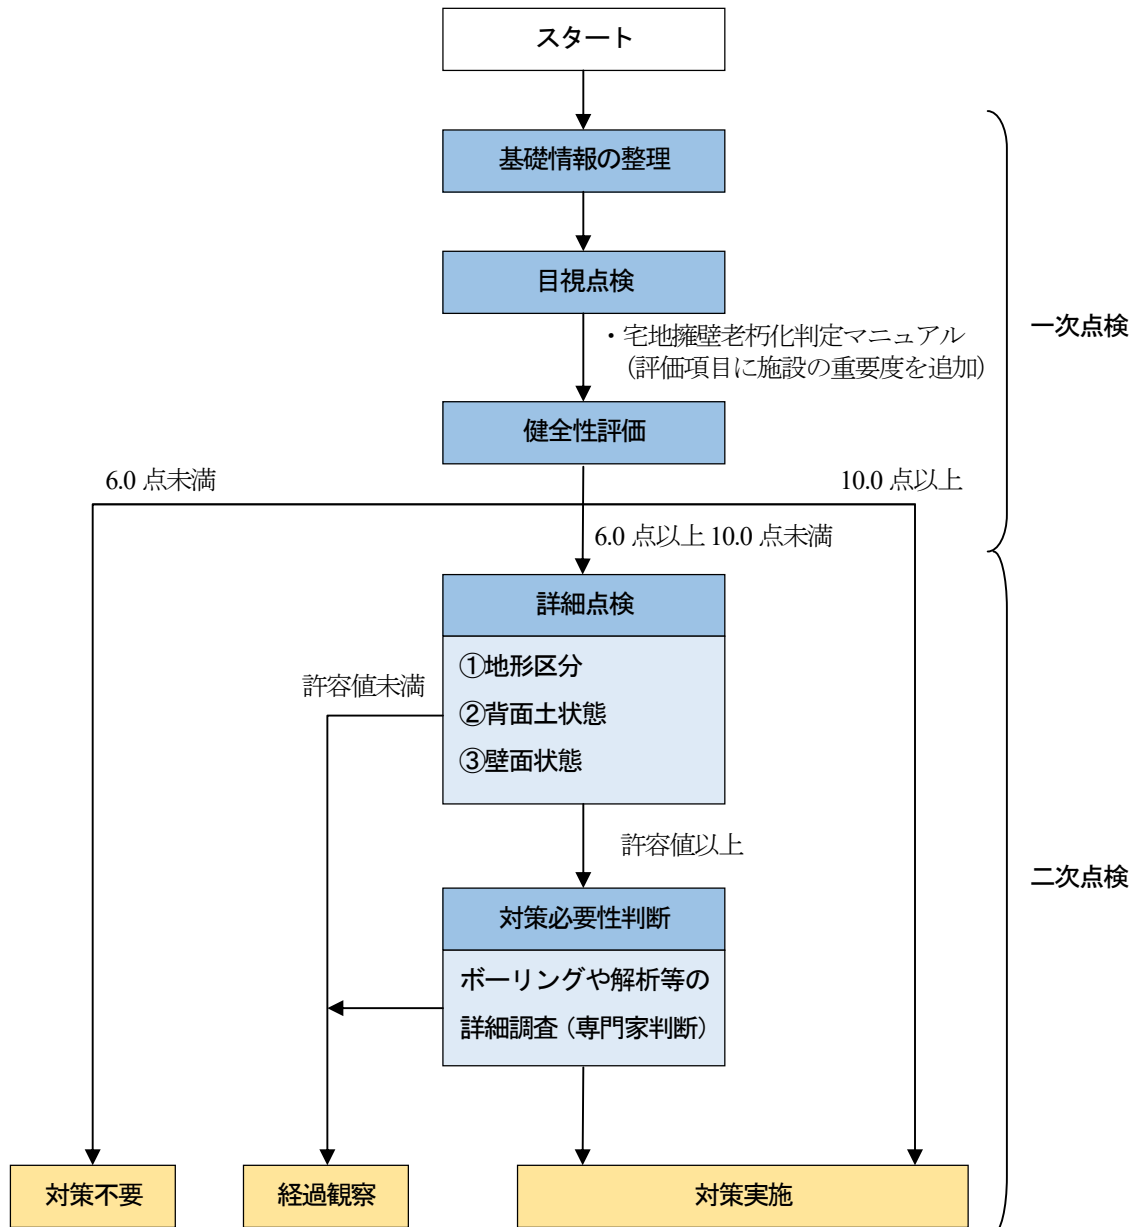 スタート
基礎情報の整理
目視点検
・宅地擁壁老朽化判定マニュアル
（評価項目に施設の重要度を追加）
一次点検
健全性評価
6.0 点未満
10.0 点以上
6.0 点以上 10.0 点未満
詳細点検
①地形区分
②背面土状態
③壁面状態
許容値未満
許容値以上
二次点検
対策必要性判断
ボーリングや解析等の
詳細調査（専門家判断）
対策不要
経過観察
対策実施